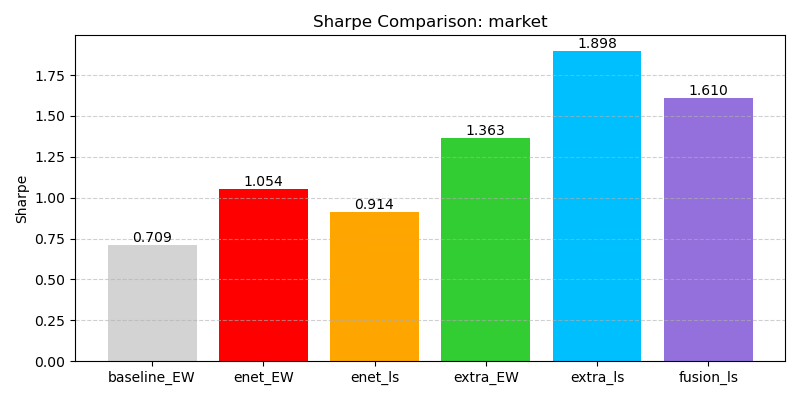 Sharpe Comparison: market
Sharpe
1.75
1.50
1.25
1.00
0.75
0.50
0.25
0.00
0.709
1.054
0.914
1.363
1.898
1.610
baseline_EW
enet_EW
enet_ls
extra_EW
extra_ls
fusion_ls